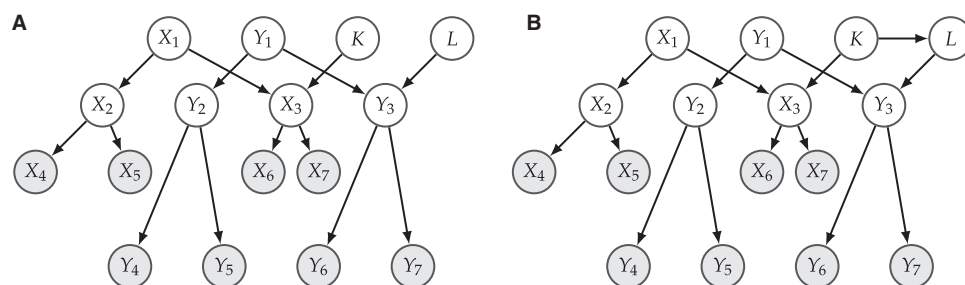 A
X1 Y1 K L
X2 Y2 X3 Y3
X4 X5 X6 X7
Y4 Y5 Y6 Y7
B
X1 Y1 K L
X2 Y2 X3 Y3
X4 X5 X6 X7
Y4 Y5 Y6 Y7